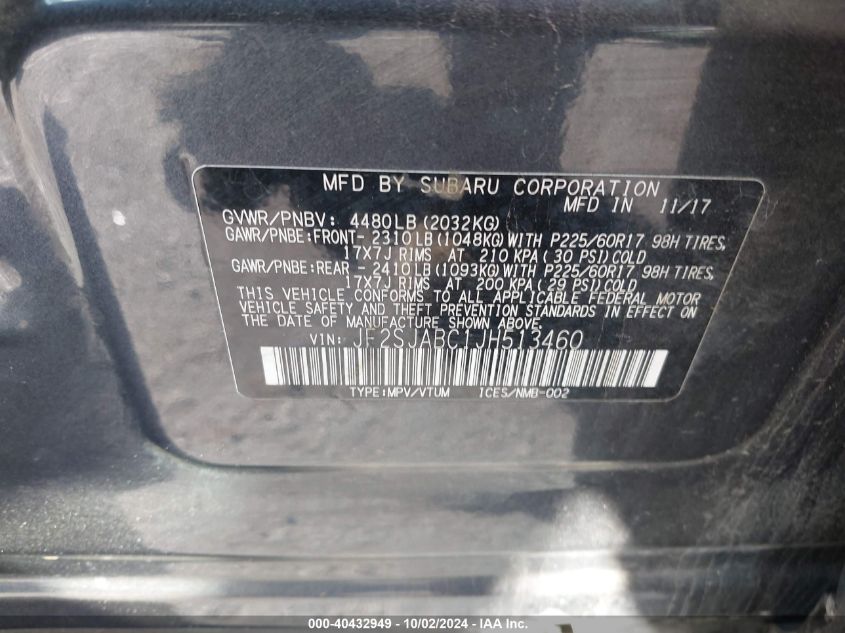 MFD BY SUBARU CORPORATION
MFD IN 11/17
GVWR/PNBV: 4480LB (2032KG)
GAWR/PNBE:FRONT- 2310LB (1048KG) WITH P225/60R17 98H TIRES,
17X7J RIMS AT 210 KPA (30 PSI) COLD
GAWR/PNBE:REAR - 2410LB (1093KG) WITH P225/60R17 98H TIRES,
17X7J RIMS AT 200 KPA (29 PSI) COLD
THIS VEHICLE CONFORMS TO ALL APPLICABLE FEDERAL MOTOR
VEHICLE SAFETY AND THEFT PREVENTION STANDARDS IN EFFECT ON
THE DATE OF MANUFACTURE SHOWN ABOVE.
VIN: JF2SJABC1JH513460
TYPE:MPV/VTUM ICES/NMB-002
000-40432949 - 10/02/2024 - IAA Inc.